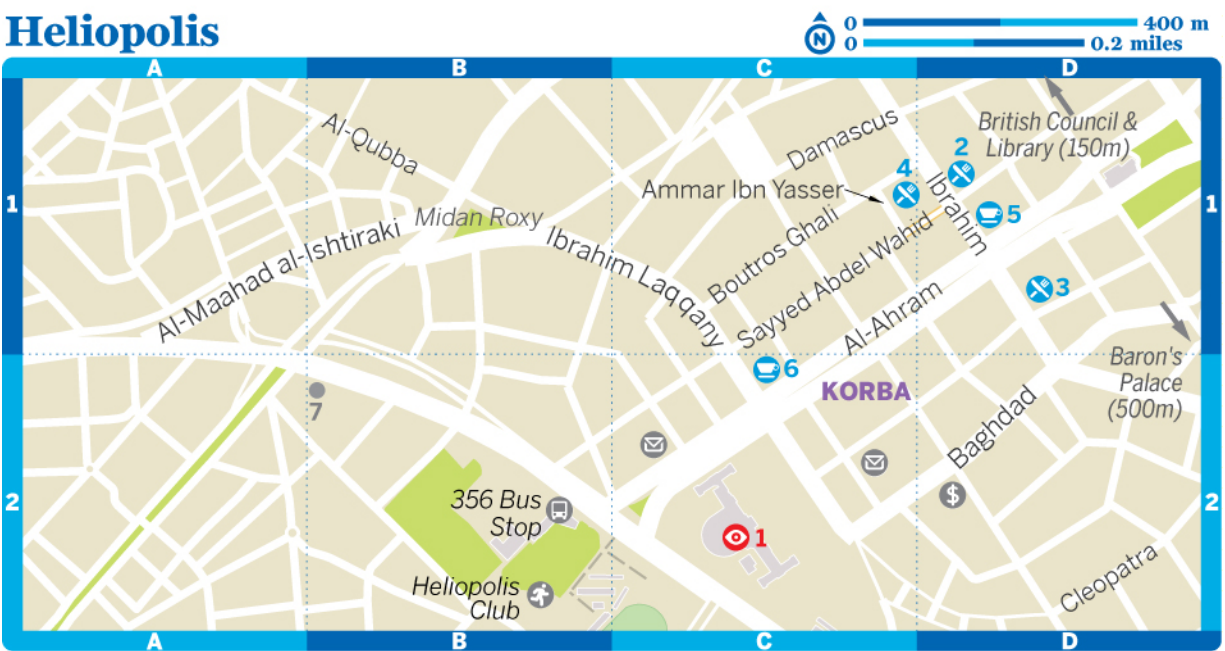 Heliopolis
N
0 400 m
0 0.2 miles
A B C D
1
1
Al-Qubba
Damascus
British Council &
Library (150m)
2
4
Ammar Ibn Yasser
Ibrahim
5
Midan Roxy
Al-Maahad al-Ishtiraki
Ibrahim Laqqany
Boutros Ghali
Sayyed Abdel Wahid
Al-Ahram
3
Baron's
Palace
(500m)
6
KORBA
7
Baghdad
2
2
356 Bus
Stop
$
1
Heliopolis
Club
Cleopatra
A B C D